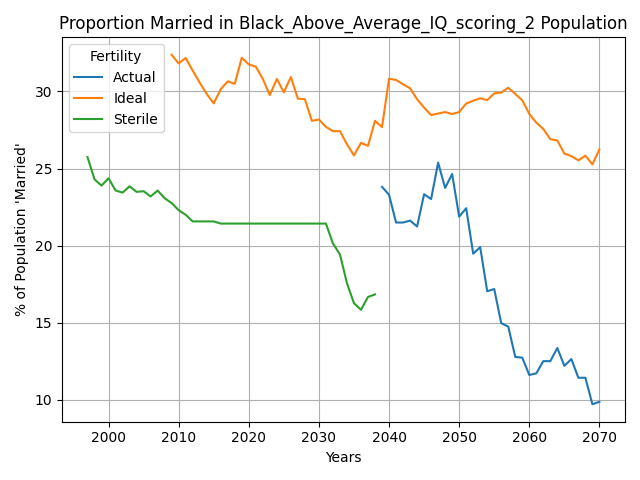 Proportion Married in Black_Above_Average_IQ_scoring_2 Population
Fertility
Actual
Ideal
Sterile
% of Population 'Married'
30
25
20
15
10
2000 2010 2020 2030 2040 2050 2060 2070
Years